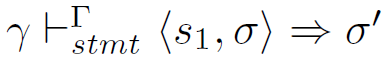 γ ⊢^Γ_stmt ⟨s₁, σ⟩ ⇒ σ′